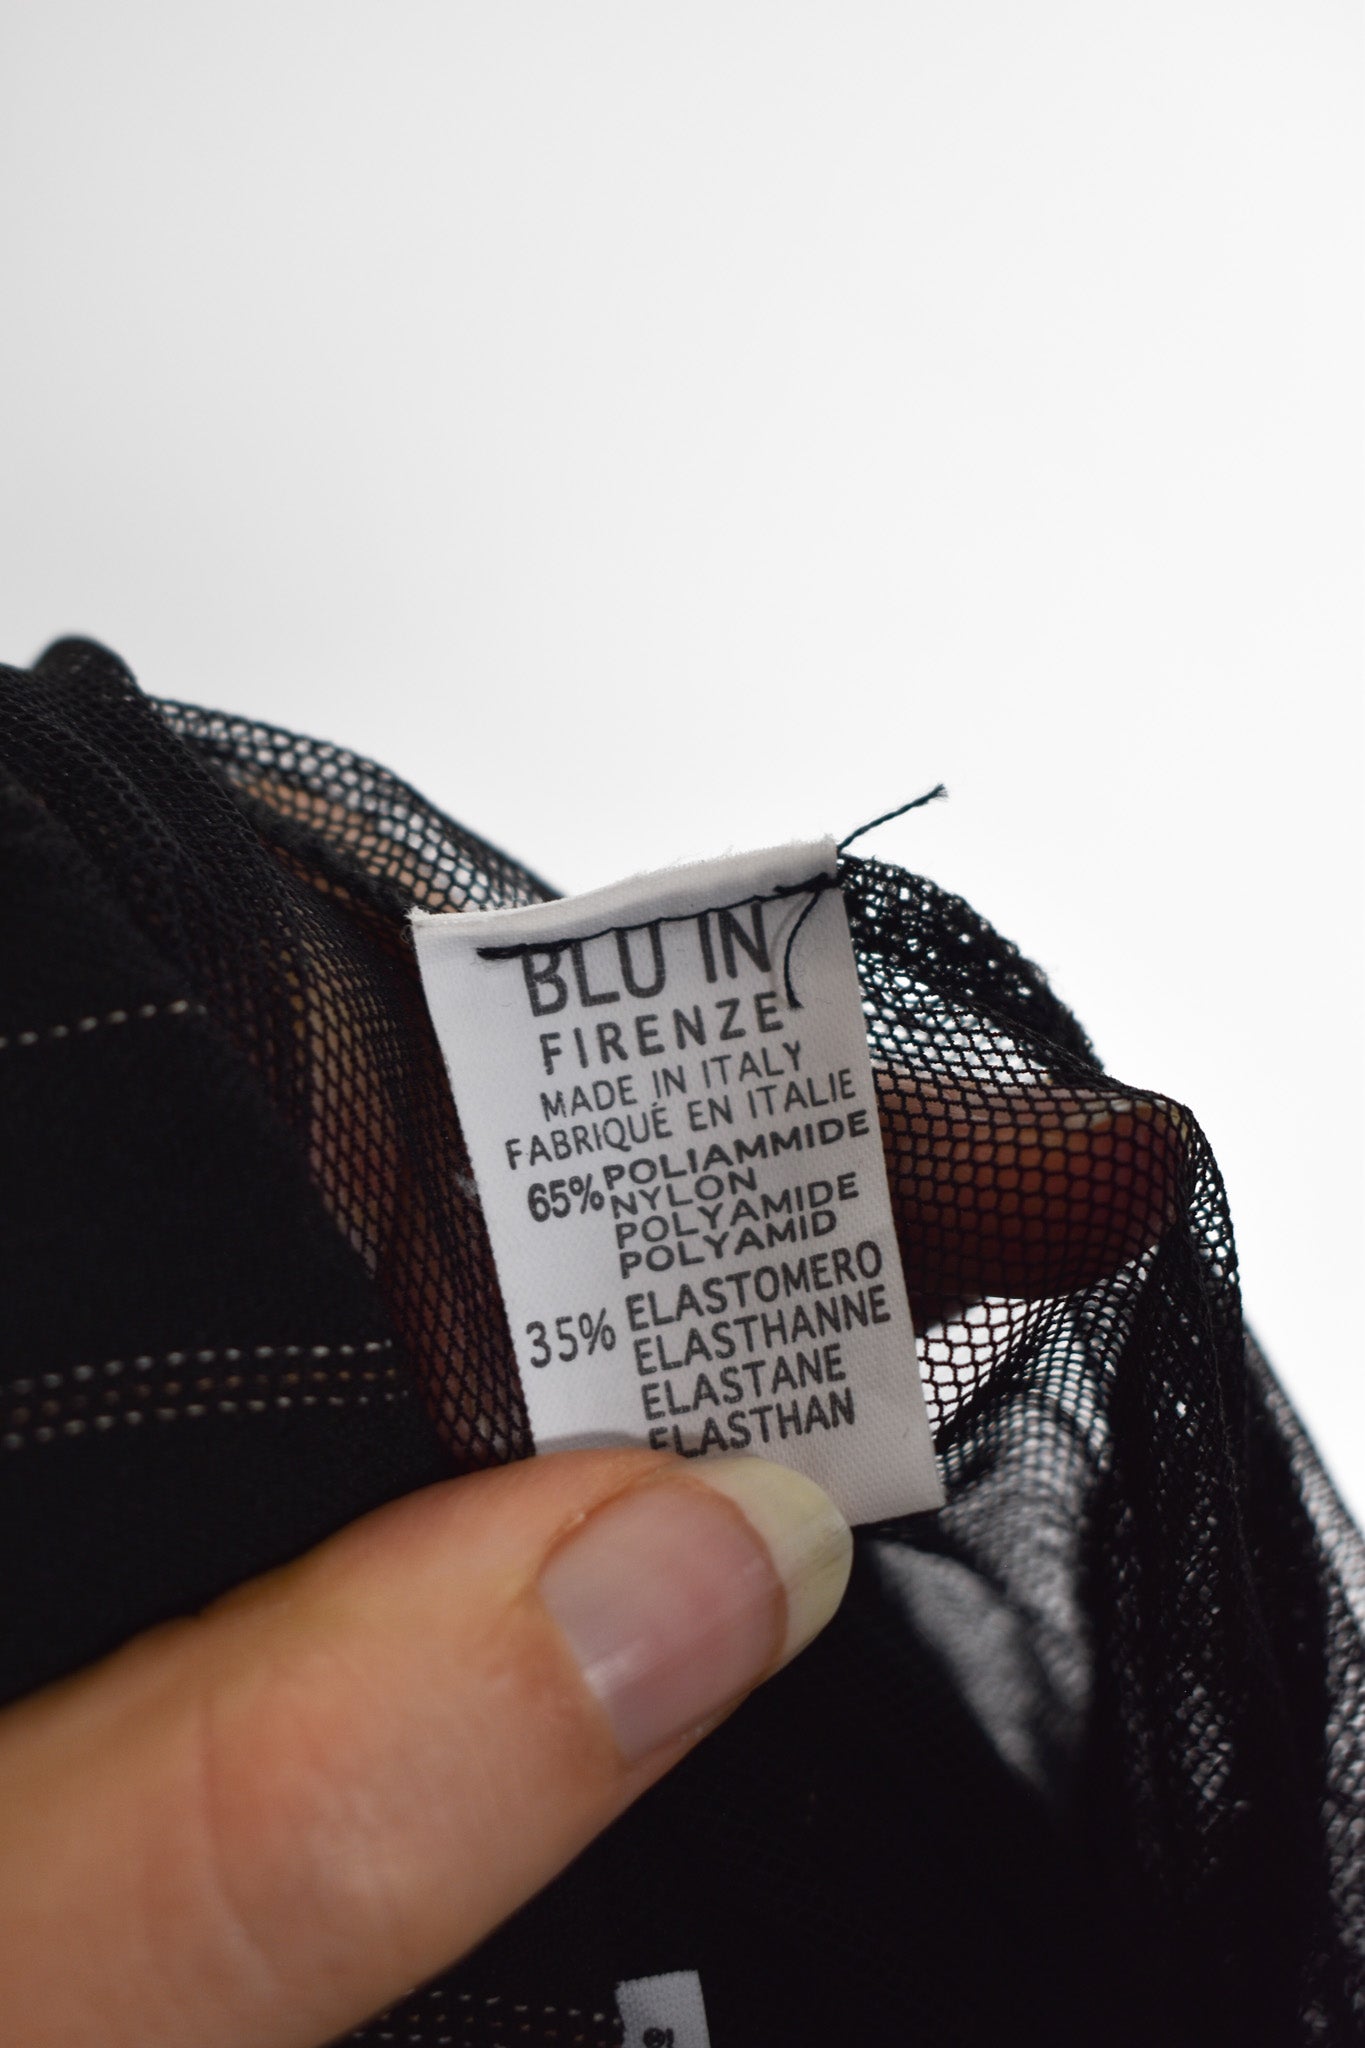 BLU IN
FIRENZE
MADE IN ITALY
FABRIQUÉ EN ITALIE
65% POLIAMMIDE
NYLON
POLYAMIDE
POLYAMID
35% ELASTOMERO
ELASTHANNE
ELASTANE
ELASTHAN